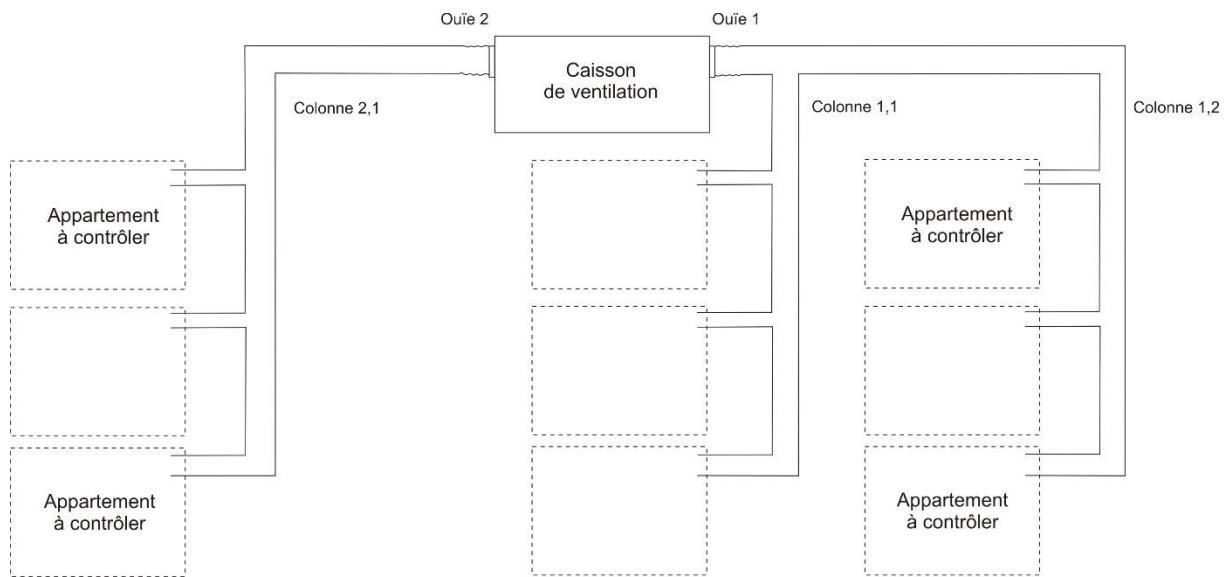 Ouïe 2
Ouïe 1
Caisson
de ventilation
Colonne 2,1
Colonne 1,1
Colonne 1,2
Appartement
à contrôler
Appartement
à contrôler
Appartement
à contrôler
Appartement
à contrôler